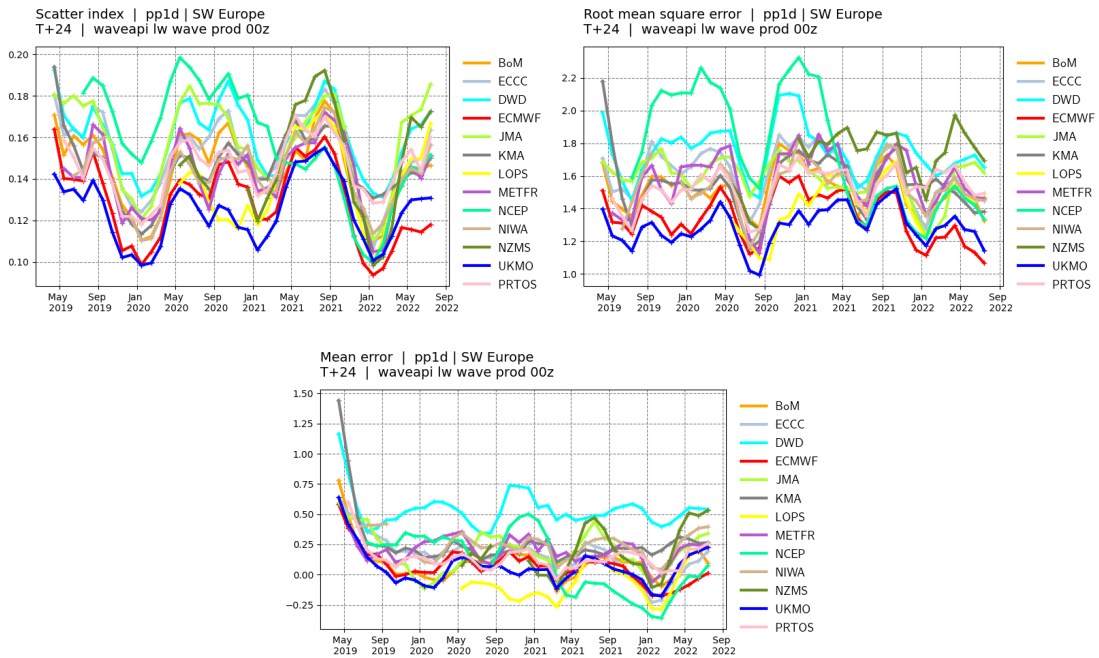 Scatter index | pp1d | SW Europe
T+24 | waveapi lw wave prod 00z
0.20
0.18
0.16
0.14
0.12
0.10
May 2019
Sep 2019
Jan 2020
May 2020
Sep 2020
Jan 2021
May 2021
Sep 2021
Jan 2022
May 2022
Sep 2022
BoM
ECCC
DWD
ECMWF
JMA
KMA
LOPS
METFR
NCEP
NIWA
NZMS
UKMO
PRTOS
Root mean square error | pp1d | SW Europe
T+24 | waveapi lw wave prod 00z
2.2
2.0
1.8
1.6
1.4
1.2
1.0
May 2019
Sep 2019
Jan 2020
May 2020
Sep 2020
Jan 2021
May 2021
Sep 2021
Jan 2022
May 2022
Sep 2022
BoM
ECCC
DWD
ECMWF
JMA
KMA
LOPS
METFR
NCEP
NIWA
NZMS
UKMO
PRTOS
Mean error | pp1d | SW Europe
T+24 | waveapi lw wave prod 00z
1.50
1.25
1.00
0.75
0.50
0.25
0.00
−0.25
May 2019
Sep 2019
Jan 2020
May 2020
Sep 2020
Jan 2021
May 2021
Sep 2021
Jan 2022
May 2022
Sep 2022
BoM
ECCC
DWD
ECMWF
JMA
KMA
LOPS
METFR
NCEP
NIWA
NZMS
UKMO
PRTOS